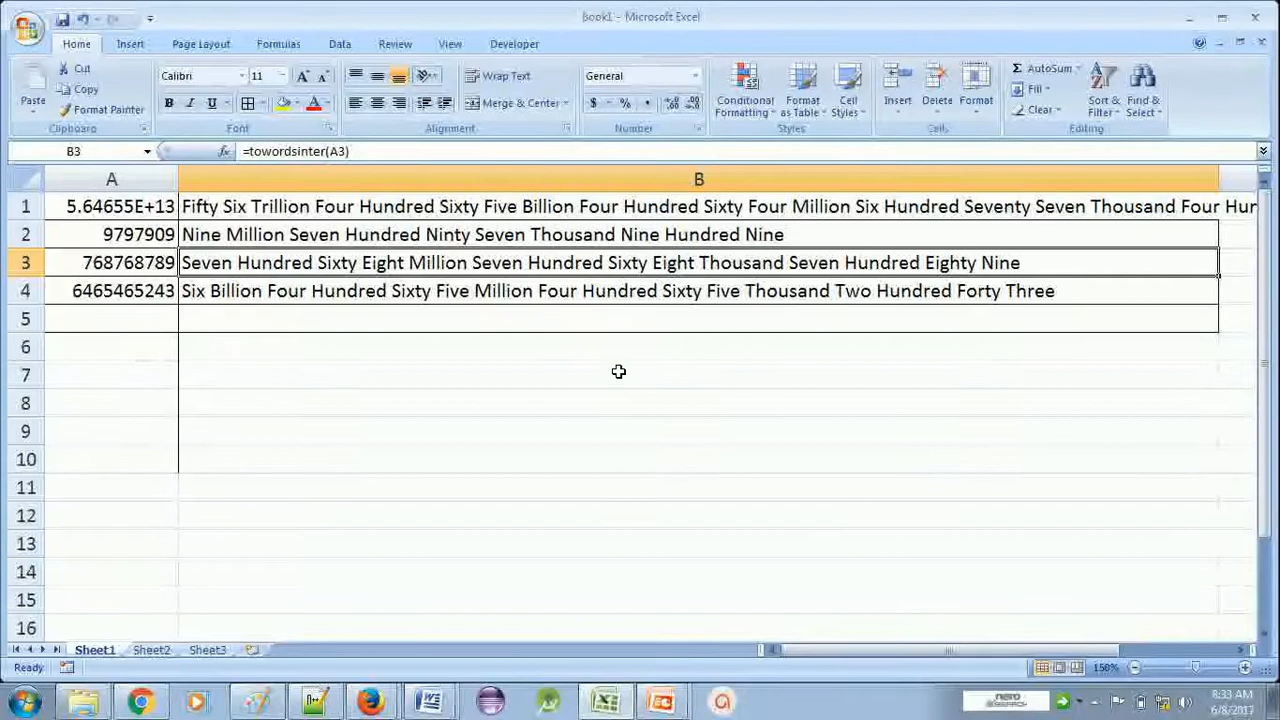 book1 - Microsoft Excel
Home Insert Page Layout Formulas Data Review View Developer
Paste Cut Copy Format Painter Clipboard
Calibri 11 B I U A Font
Wrap Text Merge & Center Alignment
General $ % Number
Conditional Formatting Format as Table Cell Styles Styles
Insert Delete Format Cells
Σ AutoSum Fill Clear Sort & Filter Find & Select Editing
B3 fx =towordsinter(A3)
A B
1 5.64655E+13 Fifty Six Trillion Four Hundred Sixty Five Billion Four Hundred Sixty Four Million Six Hundred Seventy Seven Thousand Four Hur
2 9797909 Nine Million Seven Hundred Ninty Seven Thousand Nine Hundred Nine
3 768768789 Seven Hundred Sixty Eight Million Seven Hundred Sixty Eight Thousand Seven Hundred Eighty Nine
4 6465465243 Six Billion Four Hundred Sixty Five Million Four Hundred Sixty Five Thousand Two Hundred Forty Three
5
6
7
8
9
10
11
12
13
14
15
16
Sheet1 Sheet2 Sheet3
Ready 150%
nero SEARCH 8:33 AM
6/8/2017